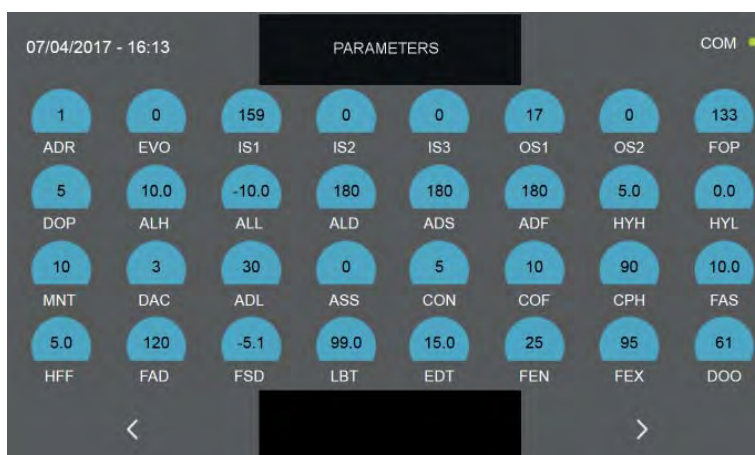 07/04/2017 - 16:13 PARAMETERS COM
1 0 159 0 0 17 0 133
ADR EVO IS1 IS2 IS3 OS1 OS2 FOP
5 10.0 -10.0 180 180 180 5.0 0.0
DOP ALH ALL ALD ADS ADF HYH HYL
10 3 30 0 5 10 90 10.0
MNT DAC ADL ASS CON COF CPH FAS
5.0 120 -5.1 99.0 15.0 25 95 61
HFF FAD FSD LBT EDT FEN FEX DOO